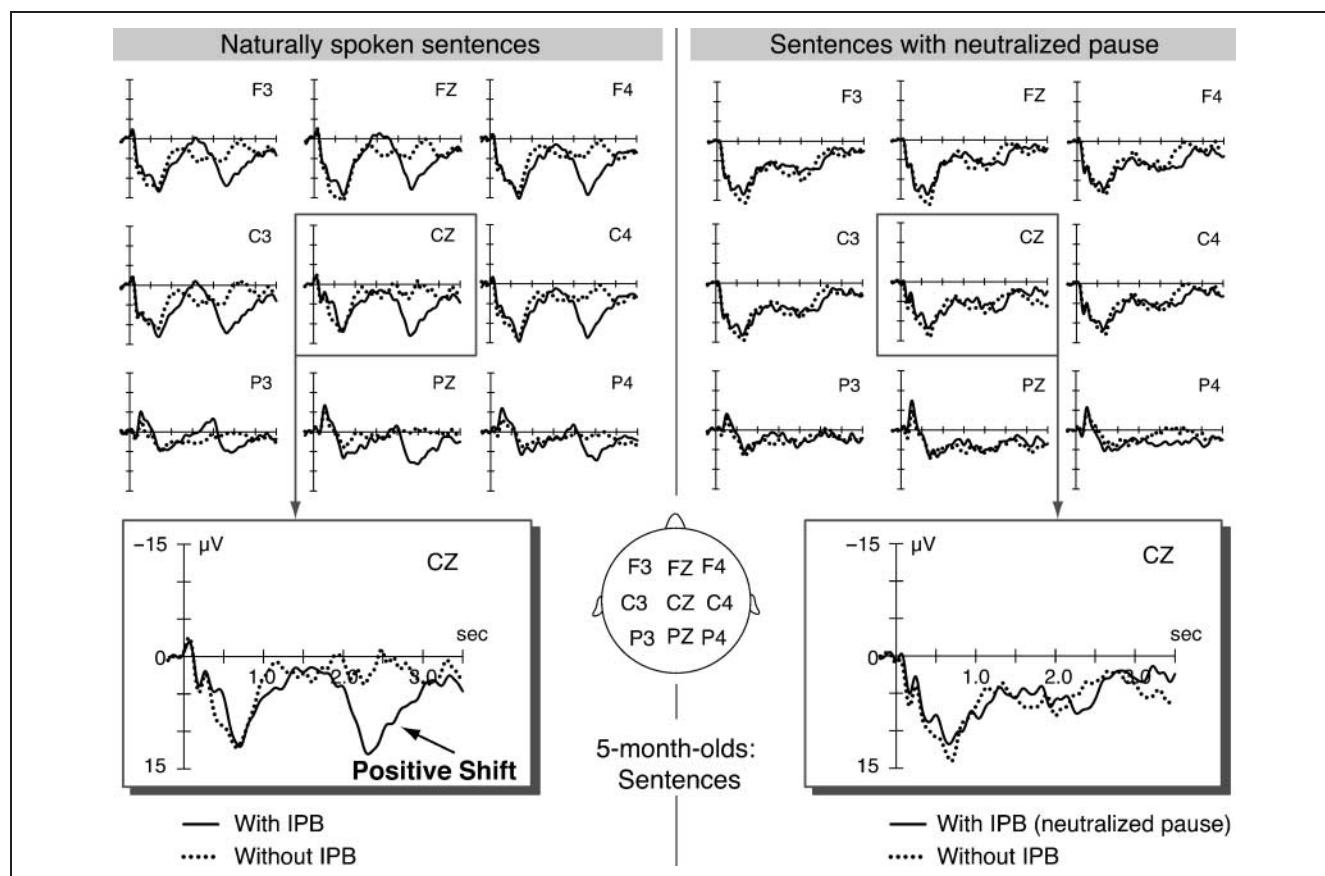 Naturally spoken sentences
Sentences with neutralized pause
F3 FZ F4
F3 FZ F4
C3 CZ C4
C3 CZ C4
P3 PZ P4
P3 PZ P4
−15 µV CZ
sec
0
1.0 2.0 3.0
15
Positive Shift
With IPB
Without IPB
F3 FZ F4
C3 CZ C4
P3 PZ P4
5-month-olds:
Sentences
−15 µV CZ
sec
0
1.0 2.0 3.0
15
With IPB (neutralized pause)
Without IPB